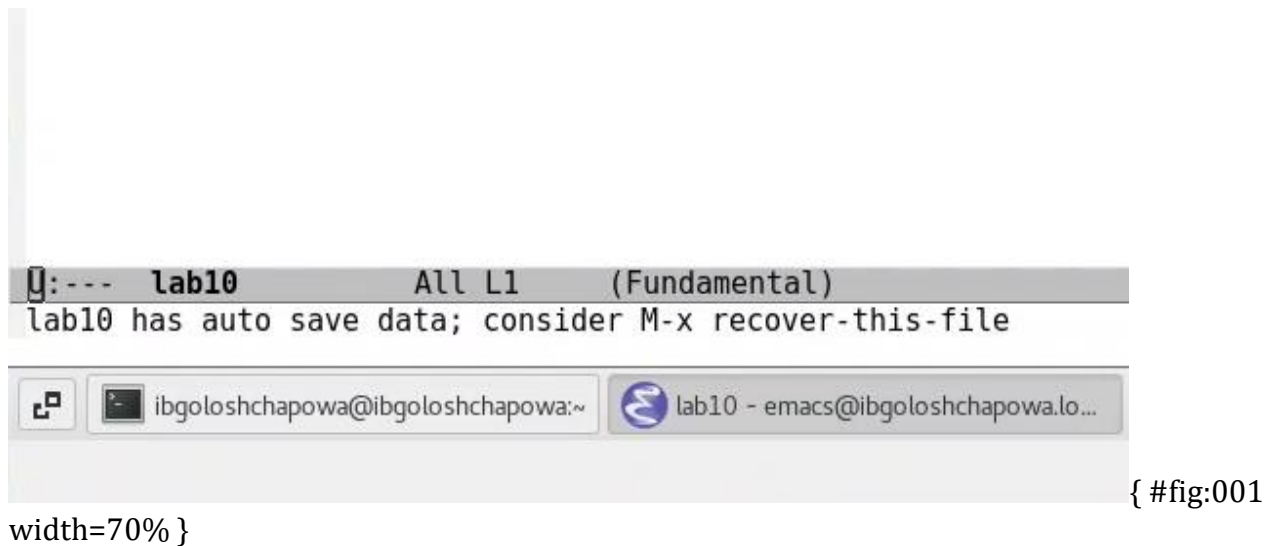 U:--- lab10 All L1 (Fundamental)
lab10 has auto save data; consider M-x recover-this-file
ibgoloshchapowa@ibgoloshchapowa:~
lab10 - emacs@ibgoloshchapowa.lo...
{ #fig:001
width=70% }